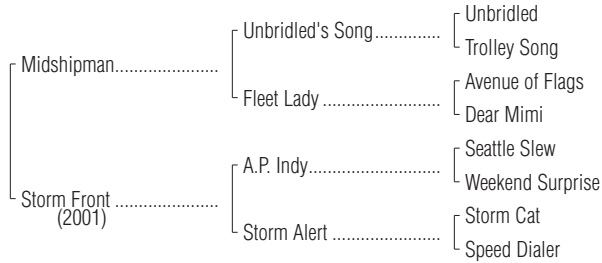 Unbridled
Unbridled's Song..............
Trolley Song
Midshipman......................
Avenue of Flags
Fleet Lady .........................
Dear Mimi
Seattle Slew
A.P. Indy............................
Weekend Surprise
Storm Front ......................
(2001)
Storm Cat
Storm Alert .......................
Speed Dialer